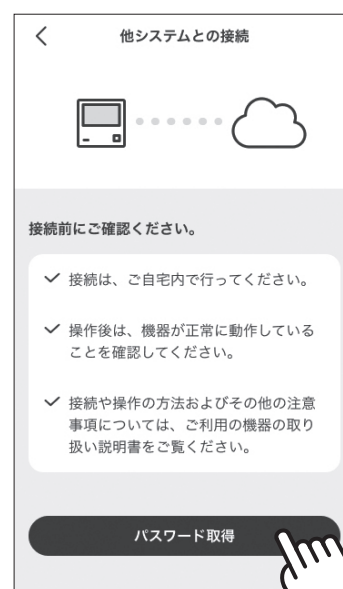 他システムとの接続
接続前にご確認ください。
接続は、ご自宅内で行ってください。
操作後は、機器が正常に動作している
ことを確認してください。
接続や操作の方法およびその他の注意
事項については、ご利用の機器の取り
扱い説明書をご覧ください。
パスワード取得